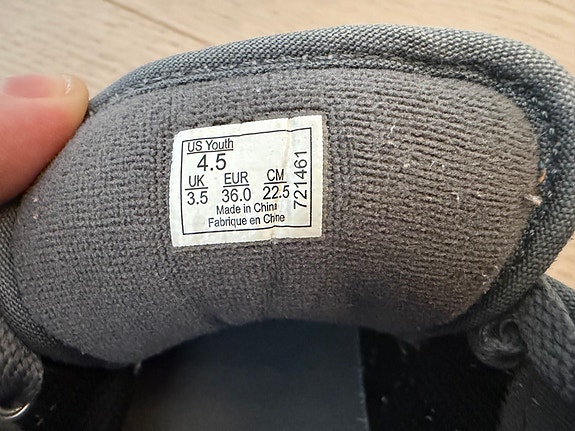 US Youth
4.5
UK EUR CM
3.5 36.0 22.5
Made in China
Fabrique en Chine
721461